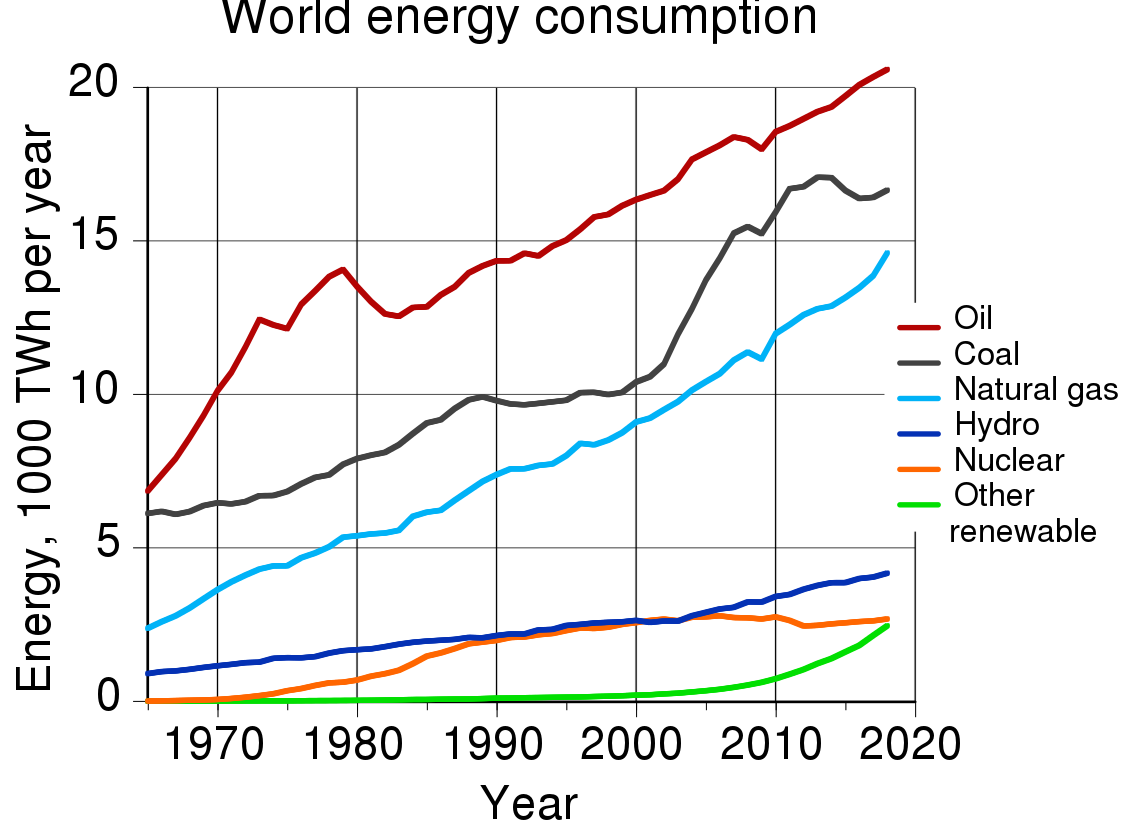 World energy consumption
Energy, 1000 TWh per year
20
15
10
5
0
1970 1980 1990 2000 2010 2020
Year
Oil
Coal
Natural gas
Hydro
Nuclear
Other
renewable